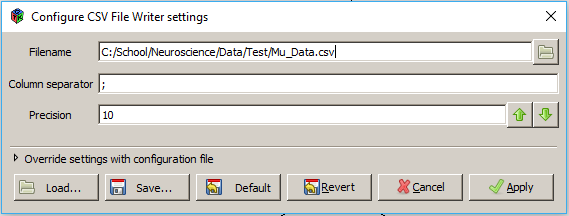 Configure CSV File Writer settings
Filename C:/School/Neuroscience/Data/Test/Mu_Data.csv
Column separator ;
Precision 10
Override settings with configuration file
Load... Save... Default Revert Cancel Apply